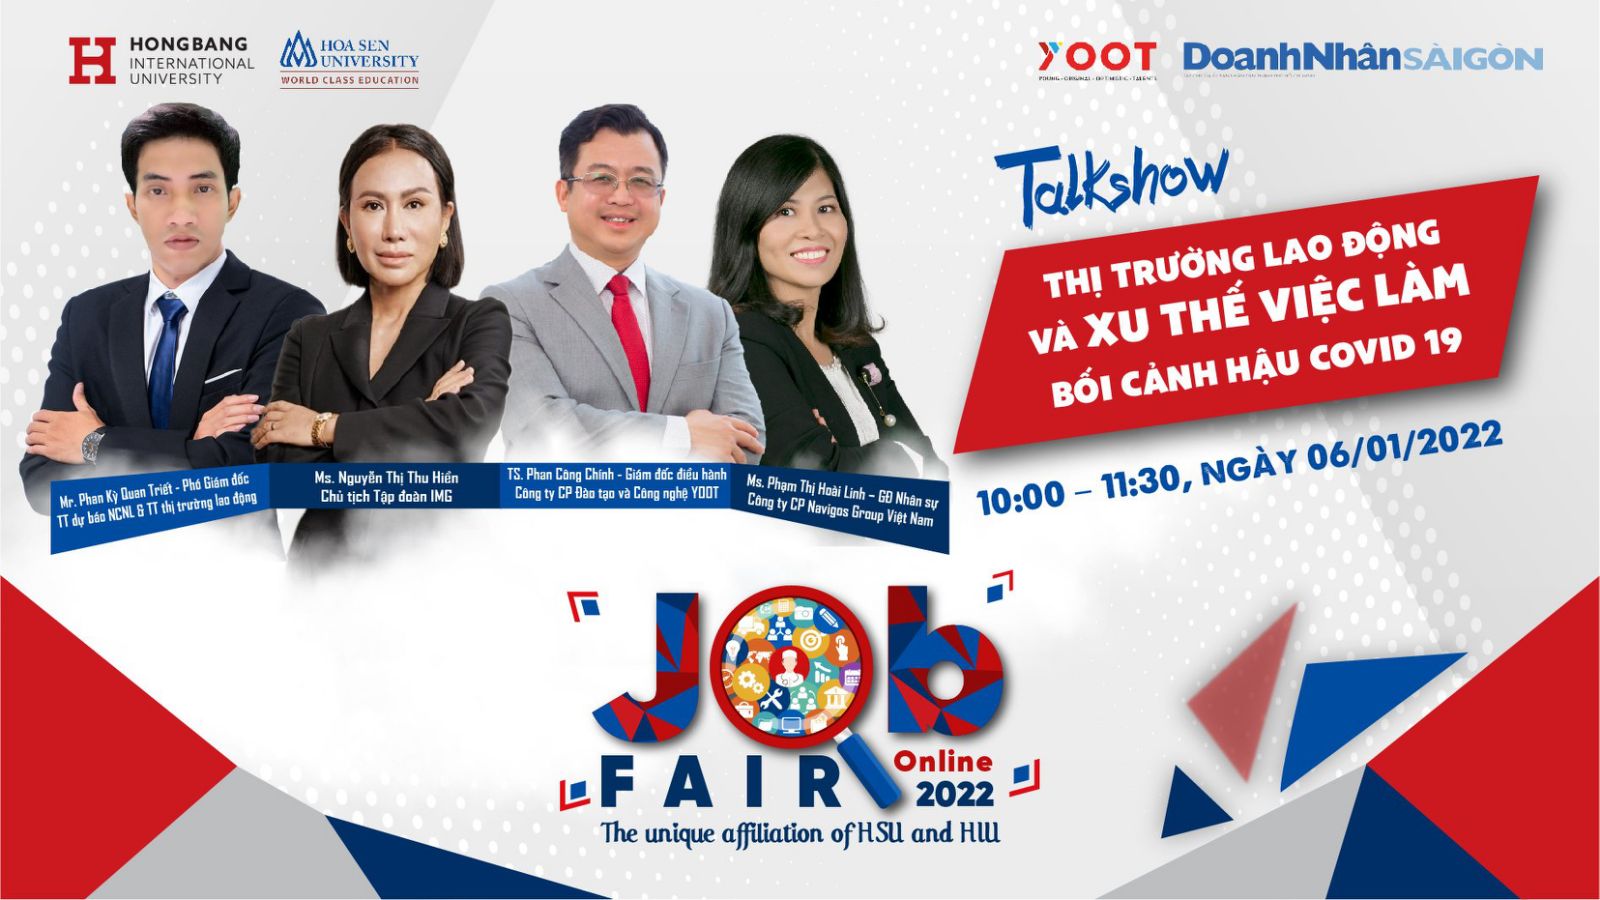 HONGBANG
INTERNATIONAL
UNIVERSITY
HOA SEN
UNIVERSITY
WORLD CLASS EDUCATION
YOOT
YOUNG - ORIGINAL - OPTIMISTIC - TALENTS
DoanhNhânSÀIGÒN
Talkshow
THỊ TRƯỜNG LAO ĐỘNG
VÀ XU THẾ VIỆC LÀM
BỐI CẢNH HẬU COVID 19
10:00 – 11:30, NGÀY 06/01/2022
Mr. Phan Kỳ Quan Triết - Phó Giám đốc
TT dự báo NCNL & TT thị trường lao động
Ms. Nguyễn Thị Thu Hiền
Chủ tịch Tập đoàn IMG
TS. Phan Công Chính - Giám đốc điều hành
Công ty CP Đào tạo và Công nghệ YOOT
Ms. Phạm Thị Hoài Linh – GĐ Nhân sự
Công ty CP Navigos Group Việt Nam
Job
FAIR
Online
2022
The unique affiliation of HSU and HIU